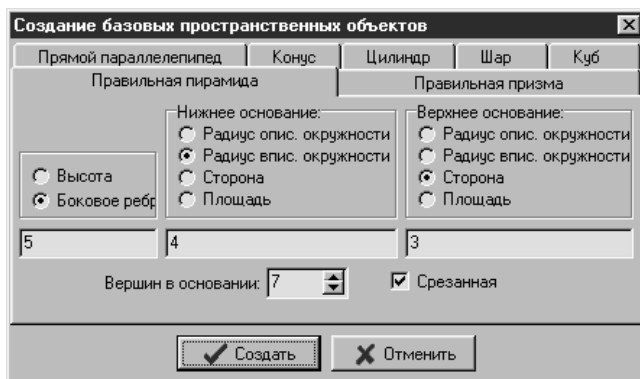 Создание базовых пространственных объектов
Прямой параллелепипед Конус Цилиндр Шар Куб
Правильная пирамида Правильная призма
Нижнее основание: Верхнее основание:
Радиус опис. окружности Радиус опис. окружности
Радиус впис. окружности Радиус впис. окружности
Высота Сторона Сторона
Боковое ребр Площадь Площадь
5 4 3
Вершин в основании: 7 Срезанная
Создать Отменить